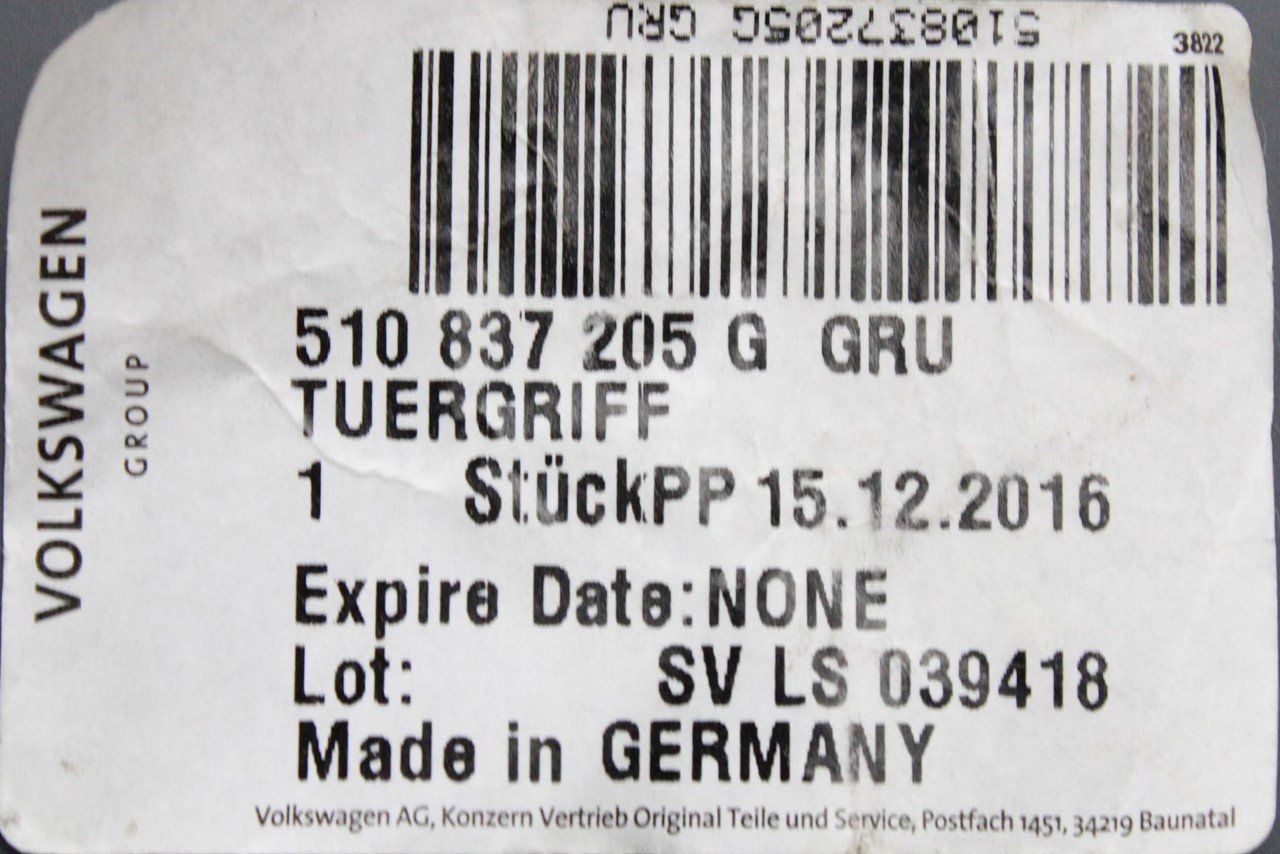 510837205G GRU
3822
VOLKSWAGEN
GROUP
510 837 205 G GRU
TUERGRIFF
1 StückPP 15.12.2016
Expire Date:NONE
Lot: SV LS 039418
Made in GERMANY
Volkswagen AG, Konzern Vertrieb Original Teile und Service, Postfach 1451, 34219 Baunatal